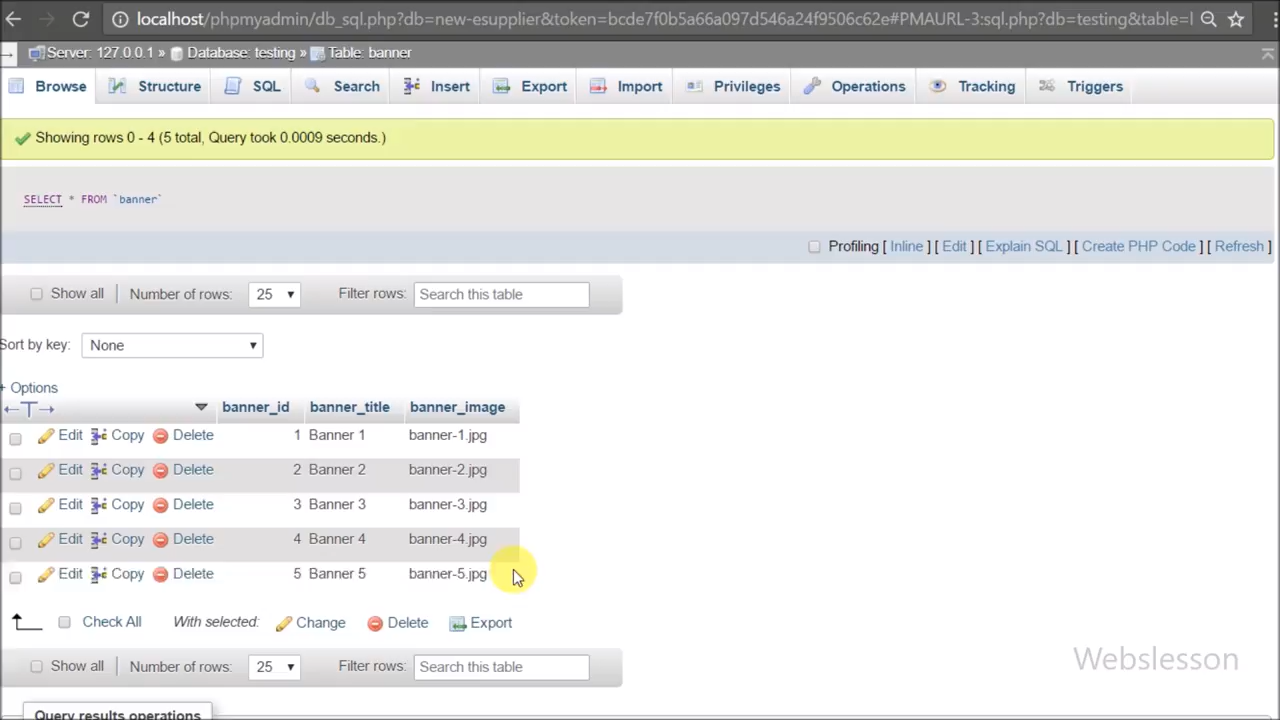 localhost/phpmyadmin/db_sql.php?db=new-esupplier&token=bcde7f0b5a66a097d546a24f9506c62e#PMAURL-3:sql.php?db=testing&table=l
Server: 127.0.0.1 » Database: testing » Table: banner
Browse Structure SQL Search Insert Export Import Privileges Operations Tracking Triggers
Showing rows 0 - 4 (5 total, Query took 0.0009 seconds.)
SELECT * FROM `banner`
Profiling [ Inline ] [ Edit ] [ Explain SQL ] [ Create PHP Code ] [ Refresh ]
Show all | Number of rows: 25 Filter rows: Search this table
Sort by key: None
+ Options
←T→ banner_id banner_title banner_image
Edit Copy Delete 1 Banner 1 banner-1.jpg
Edit Copy Delete 2 Banner 2 banner-2.jpg
Edit Copy Delete 3 Banner 3 banner-3.jpg
Edit Copy Delete 4 Banner 4 banner-4.jpg
Edit Copy Delete 5 Banner 5 banner-5.jpg
Check All With selected: Change Delete Export
Show all | Number of rows: 25 Filter rows: Search this table
Webslesson
Query results operations